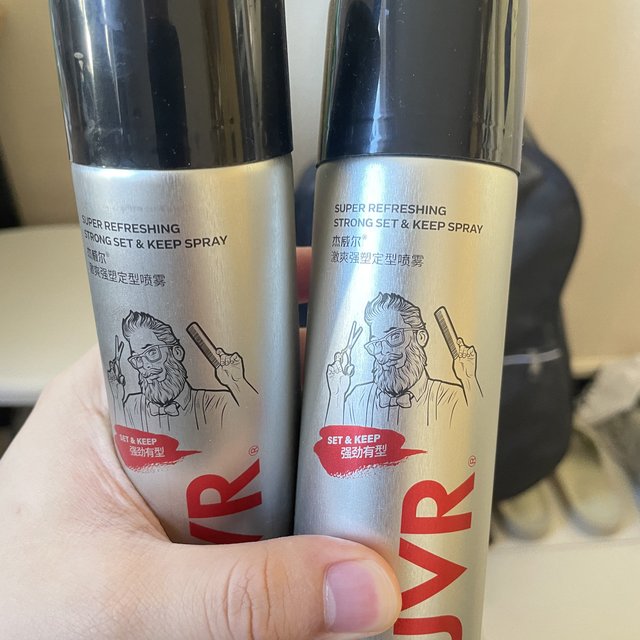 SUPER REFRESHING
STRONG SET & KEEP SPRAY
杰威尔®
激爽强塑定型喷雾
SET & KEEP
强劲有型
VR®
SUPER REFRESHING
STRONG SET & KEEP SPRAY
杰威尔®
激爽强塑定型喷雾
SET & KEEP
强劲有型
JVR®